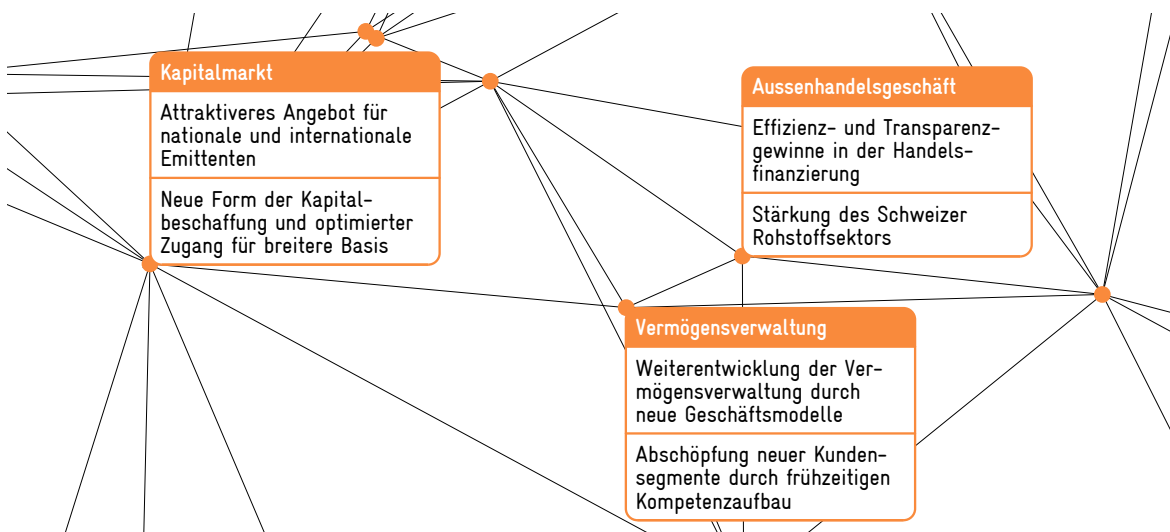 Kapitalmarkt
Attraktiveres Angebot für
nationale und internationale
Emittenten
Neue Form der Kapital-
beschaffung und optimierter
Zugang für breitere Basis
Aussenhandelsgeschäft
Effizienz- und Transparenz-
gewinne in der Handels-
finanzierung
Stärkung des Schweizer
Rohstoffsektors
Vermögensverwaltung
Weiterentwicklung der Ver-
mögensverwaltung durch
neue Geschäftsmodelle
Abschöpfung neuer Kunden-
segmente durch frühzeitigen
Kompetenzaufbau